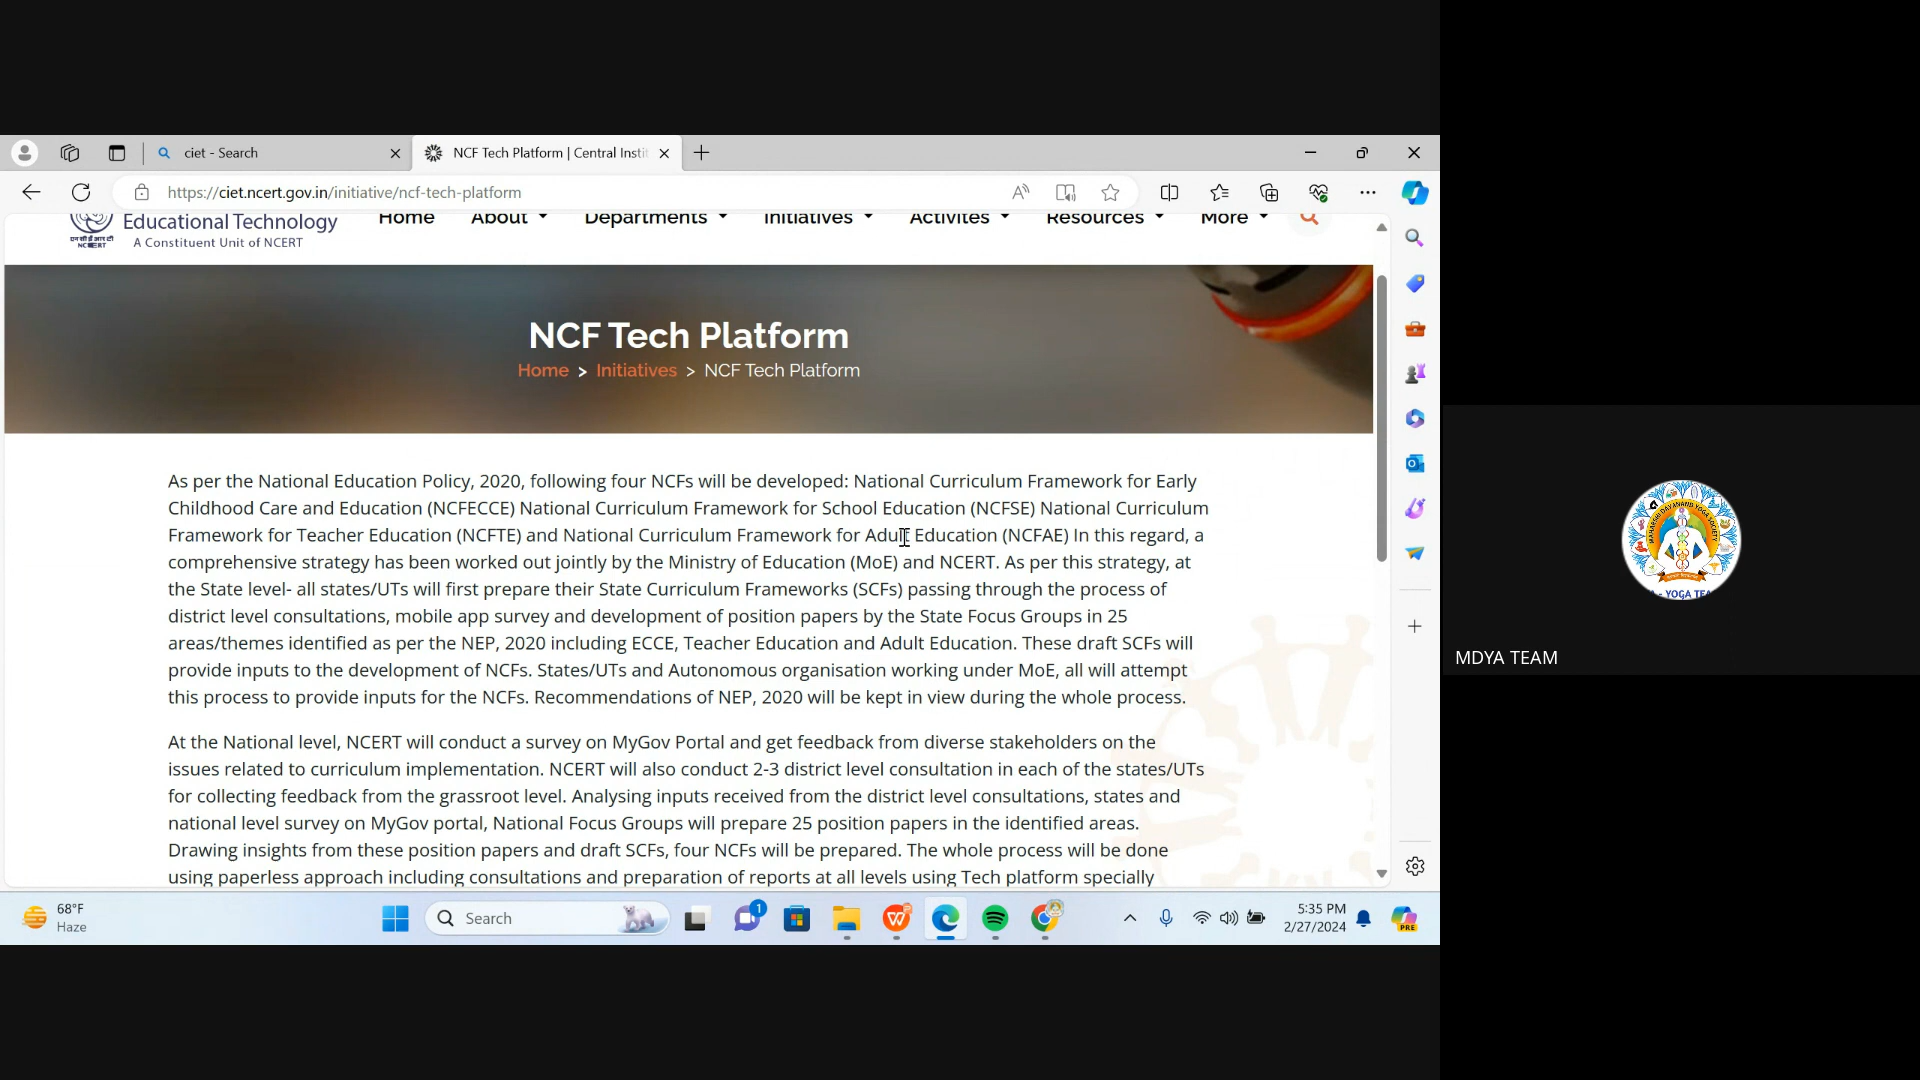 ciet - Search
NCF Tech Platform | Central Instit
https://ciet.ncert.gov.in/initiative/ncf-tech-platform
Educational Technology
A Constituent Unit of NCERT
Home About Departments Initiatives Activites Resources More
NCF Tech Platform
Home > Initiatives > NCF Tech Platform
As per the National Education Policy, 2020, following four NCFs will be developed: National Curriculum Framework for Early
Childhood Care and Education (NCFECCE) National Curriculum Framework for School Education (NCFSE) National Curriculum
Framework for Teacher Education (NCFTE) and National Curriculum Framework for Adult Education (NCFAE) In this regard, a
comprehensive strategy has been worked out jointly by the Ministry of Education (MoE) and NCERT. As per this strategy, at
the State level- all states/UTs will first prepare their State Curriculum Frameworks (SCFs) passing through the process of
district level consultations, mobile app survey and development of position papers by the State Focus Groups in 25
areas/themes identified as per the NEP, 2020 including ECCE, Teacher Education and Adult Education. These draft SCFs will
provide inputs to the development of NCFs. States/UTs and Autonomous organisation working under MoE, all will attempt
this process to provide inputs for the NCFs. Recommendations of NEP, 2020 will be kept in view during the whole process.
At the National level, NCERT will conduct a survey on MyGov Portal and get feedback from diverse stakeholders on the
issues related to curriculum implementation. NCERT will also conduct 2-3 district level consultation in each of the states/UTs
for collecting feedback from the grassroot level. Analysing inputs received from the district level consultations, states and
national level survey on MyGov portal, National Focus Groups will prepare 25 position papers in the identified areas.
Drawing insights from these position papers and draft SCFs, four NCFs will be prepared. The whole process will be done
using paperless approach including consultations and preparation of reports at all levels using Tech platform specially
MDYA TEAM
68°F
Haze
Search
1
PRE
5:35 PM
2/27/2024